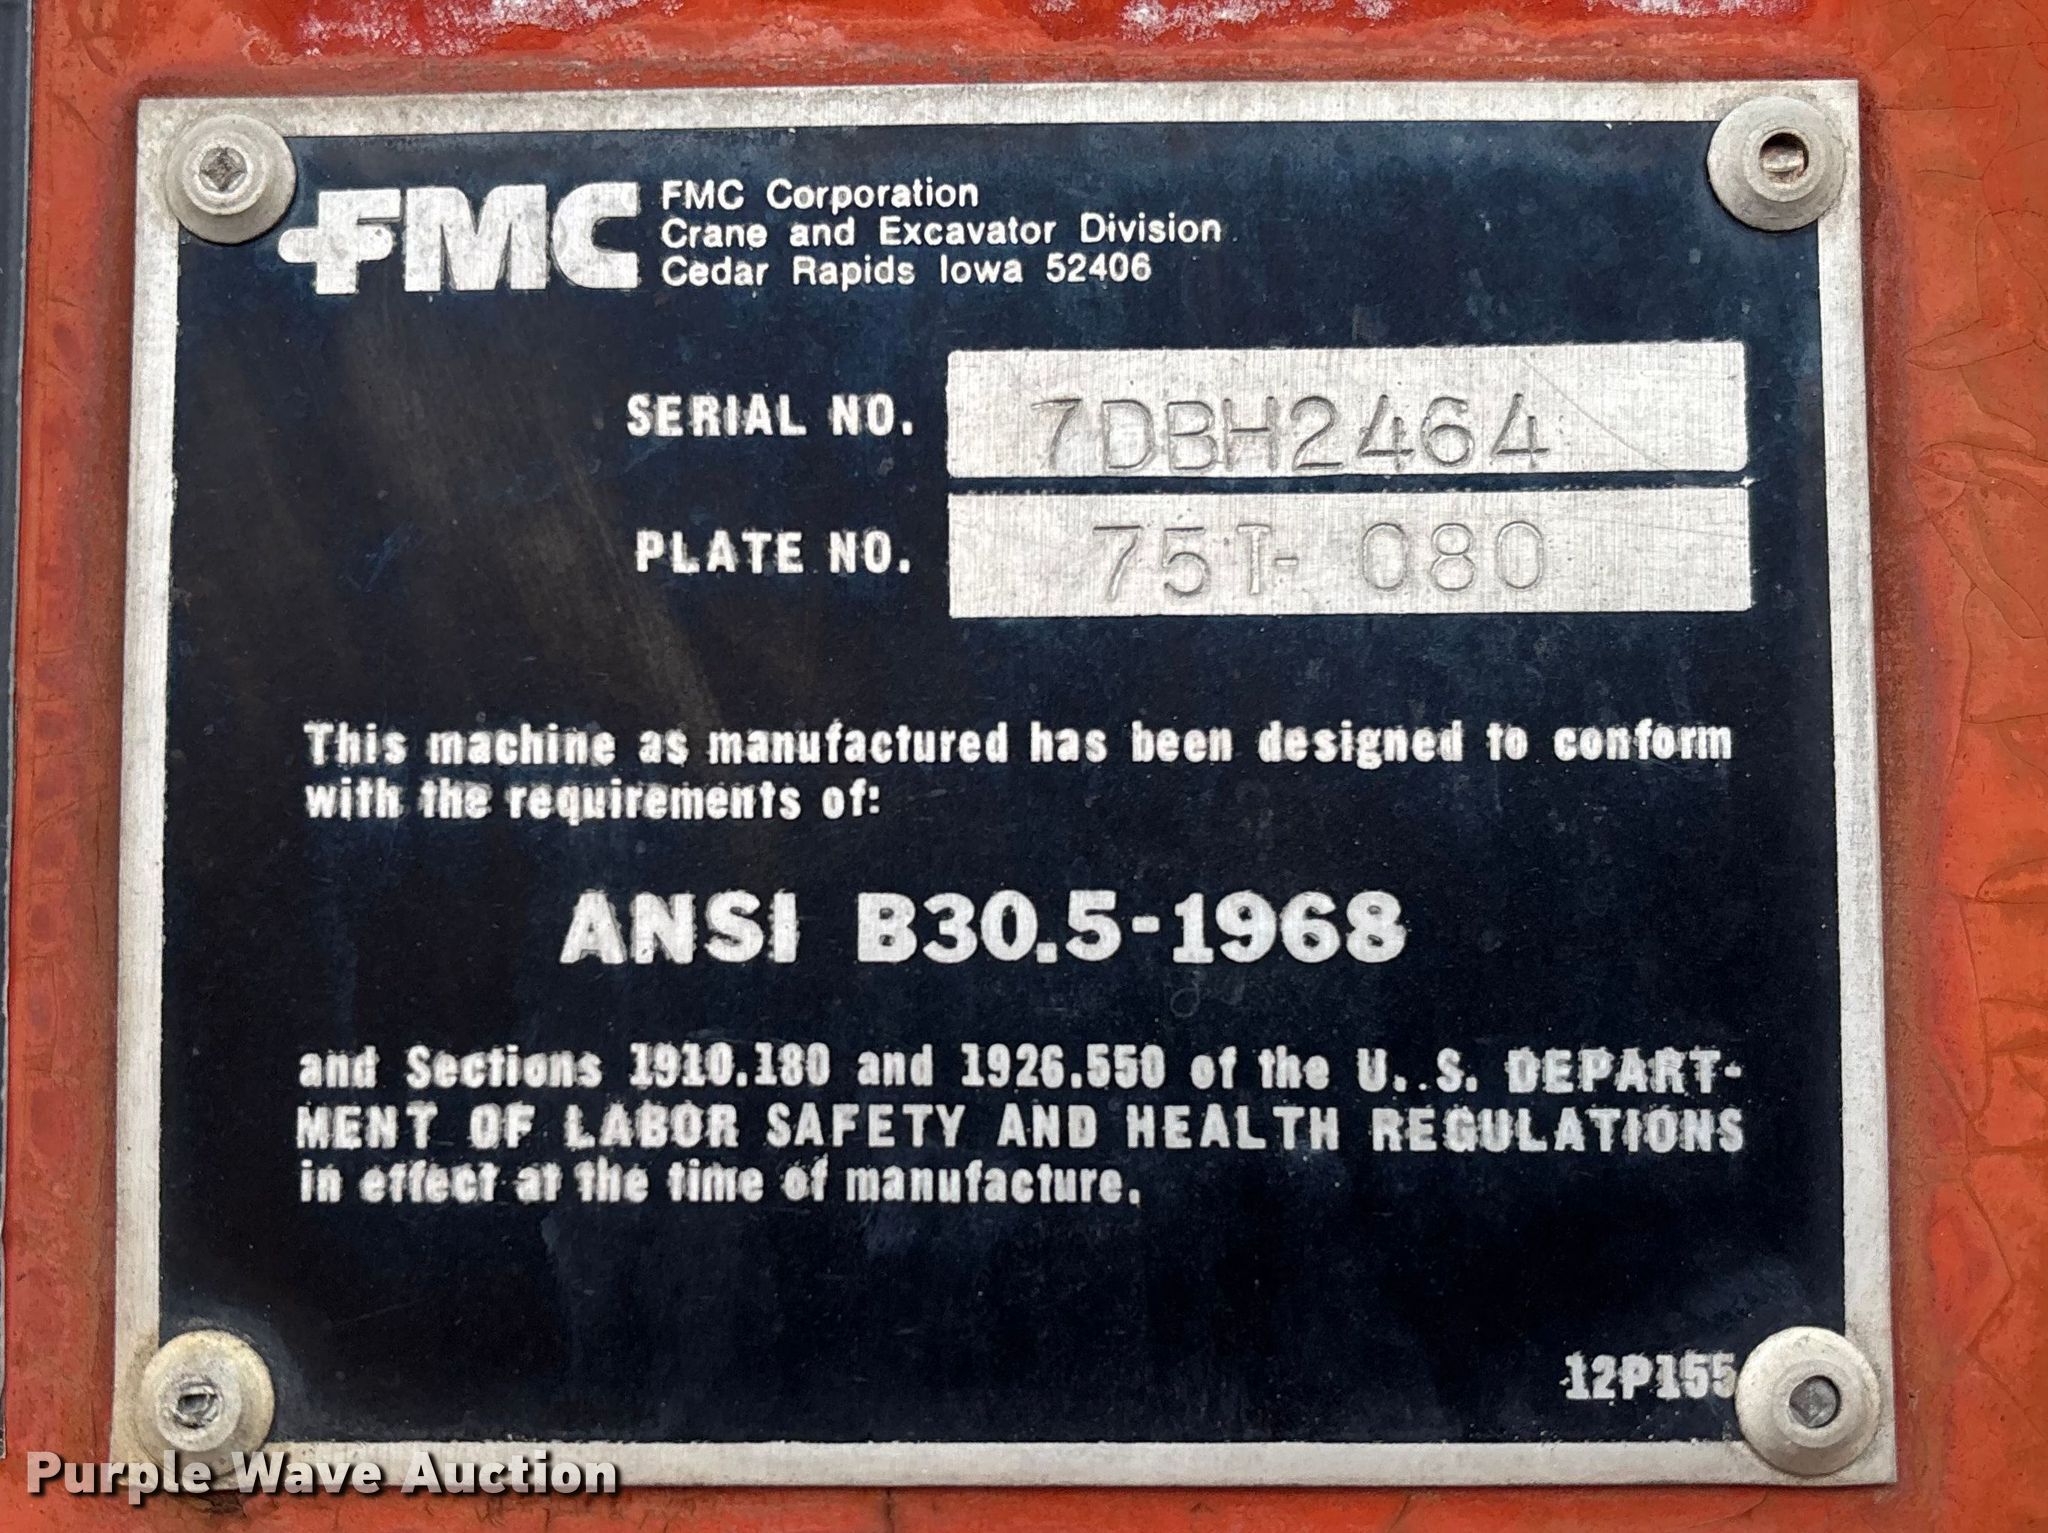 FMC
FMC Corporation
Crane and Excavator Division
Cedar Rapids Iowa 52406
SERIAL NO. 7DBH2464
PLATE NO. 75T- 080
This machine as manufactured has been designed to conform
with the requirements of:
ANSI B30.5-1968
and Sections 1910.180 and 1926.550 of the U.S. DEPART-
MENT OF LABOR SAFETY AND HEALTH REGULATIONS
in effect at the time of manufacture.
12P155
Purple Wave Auction